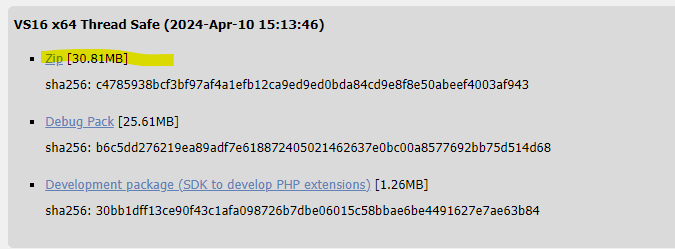 VS16 x64 Thread Safe (2024-Apr-10 15:13:46)
Zip [30.81MB]
sha256: c4785938bcf3bf97af4a1efb12ca9ed9ed0bda84cd9e8f8e50abeef4003af943
Debug Pack [25.61MB]
sha256: b6c5dd276219ea89adf7e618872405021462637e0bc00a8577692bb75d514d68
Development package (SDK to develop PHP extensions) [1.26MB]
sha256: 30bb1dff13ce90f43c1afa098726b7dbe06015c58bbae6be4491627e7ae63b84